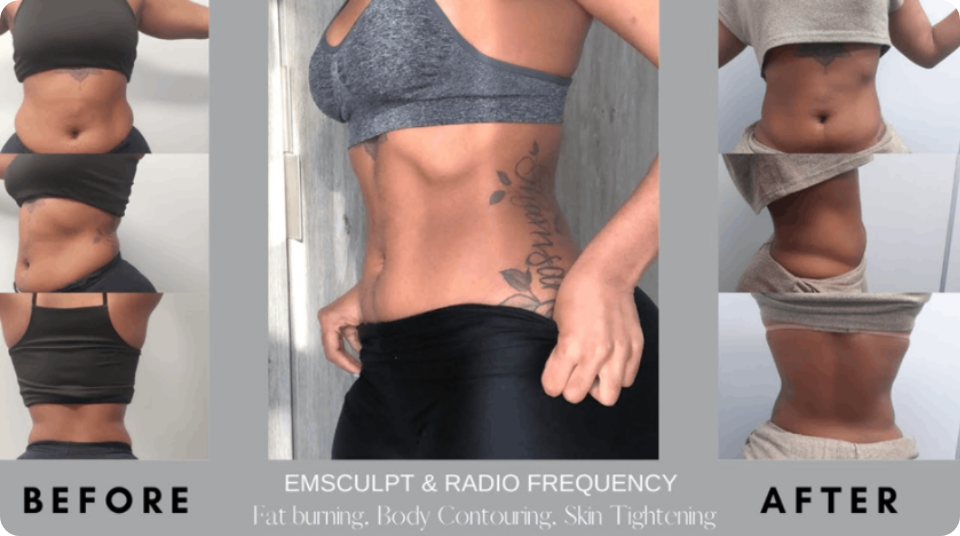 BEFORE
EMSCULPT & RADIO FREQUENCY
Fat burning, Body Contouring, Skin Tightening
AFTER